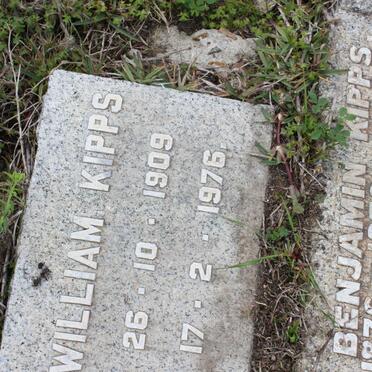 WILLIAM KIPPS
26 · 10 · 1909
17 · 2 · 1976
BENJAMIN KIPPS